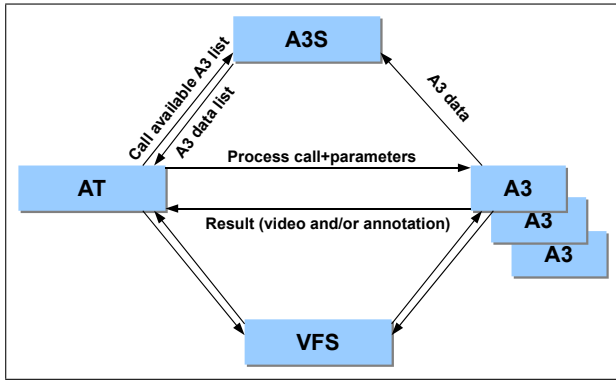 A3S
Call available A3 list
A3 data list
A3 data
Process call+parameters
AT
A3
Result (video and/or annotation)
A3
A3
VFS